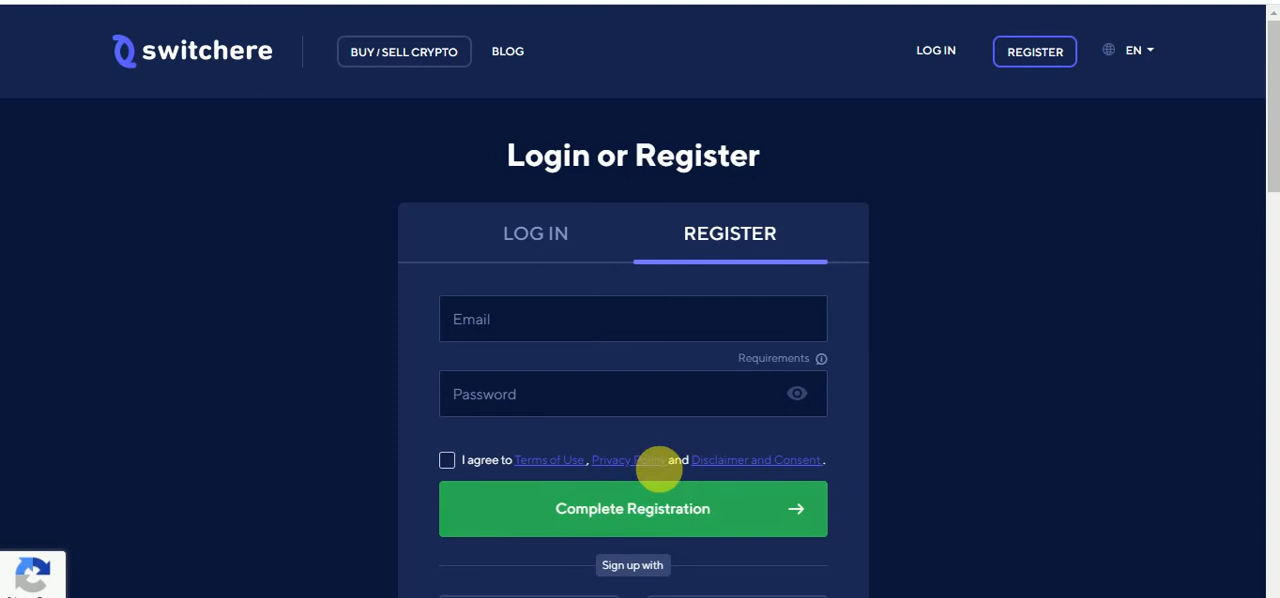 switchere
BUY / SELL CRYPTO
BLOG
LOG IN
REGISTER
EN
Login or Register
LOG IN
REGISTER
Email
Requirements
Password
I agree to Terms of Use , Privacy Policy and Disclaimer and Consent .
Complete Registration
Sign up with